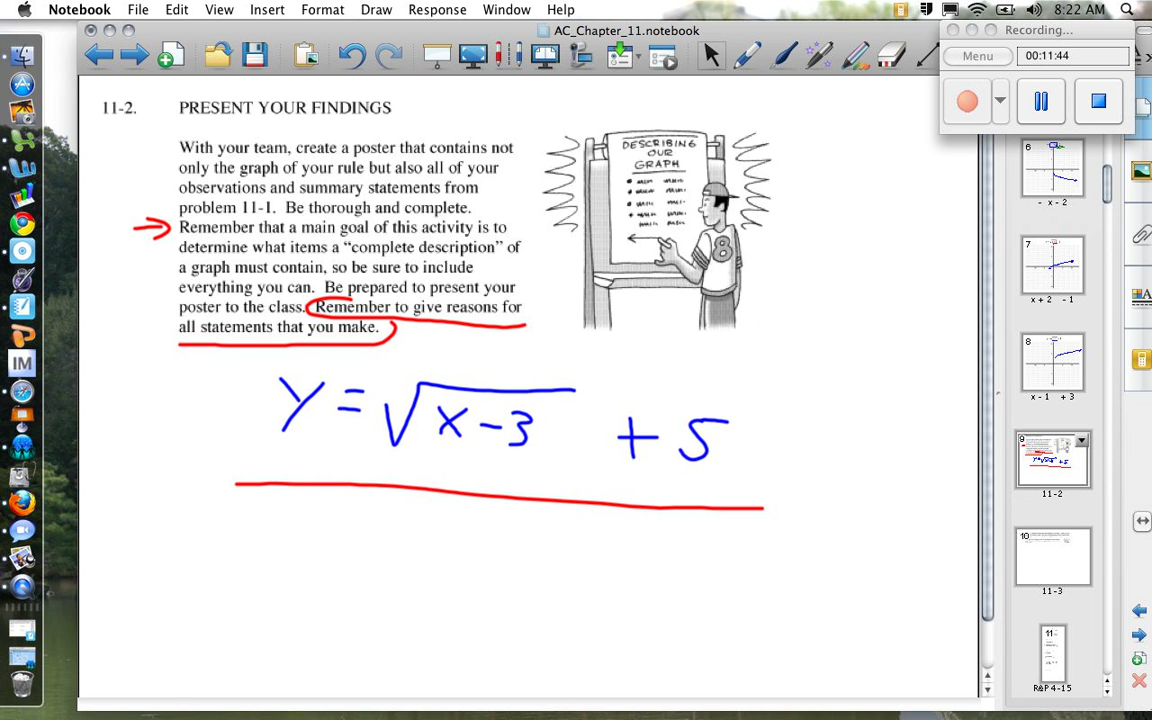 Notebook File Edit View Insert Format Draw Response Window Help 8:22 AM
AC_Chapter_11.notebook
Recording...
Menu 00:11:44
11-2. PRESENT YOUR FINDINGS
With your team, create a poster that contains not
only the graph of your rule but also all of your
observations and summary statements from
problem 11-1. Be thorough and complete.
Remember that a main goal of this activity is to
determine what items a “complete description” of
a graph must contain, so be sure to include
everything you can. Be prepared to present your
poster to the class. Remember to give reasons for
all statements that you make.
DESCRIBING
OUR
GRAPH
8
y = √x-3 + 5
6
- x - 2
7
x + 2 - 1
8
x - 1 + 3
9
11-2
10
11-3
11
R&P 4-15
IM